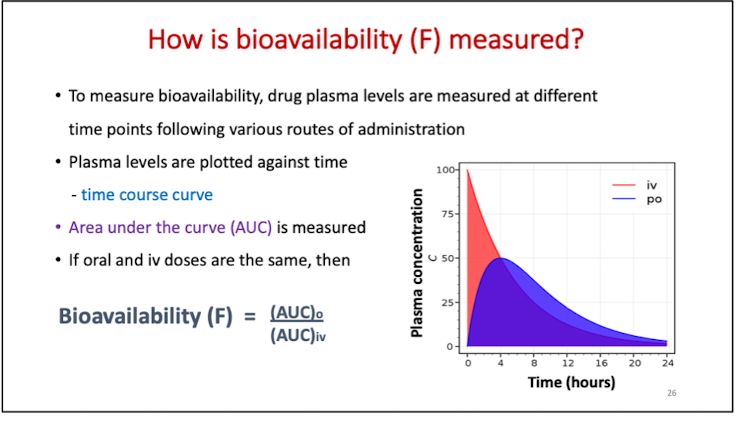 How is bioavailability (F) measured?
• To measure bioavailability, drug plasma levels are measured at different
time points following various routes of administration
• Plasma levels are plotted against time
- time course curve
• Area under the curve (AUC) is measured
• If oral and iv doses are the same, then
Bioavailability (F) = (AUC)o
(AUC)iv
Plasma concentration
C
100
75
50
25
0
iv
po
0 4 8 12 16 20 24
Time (hours)
26